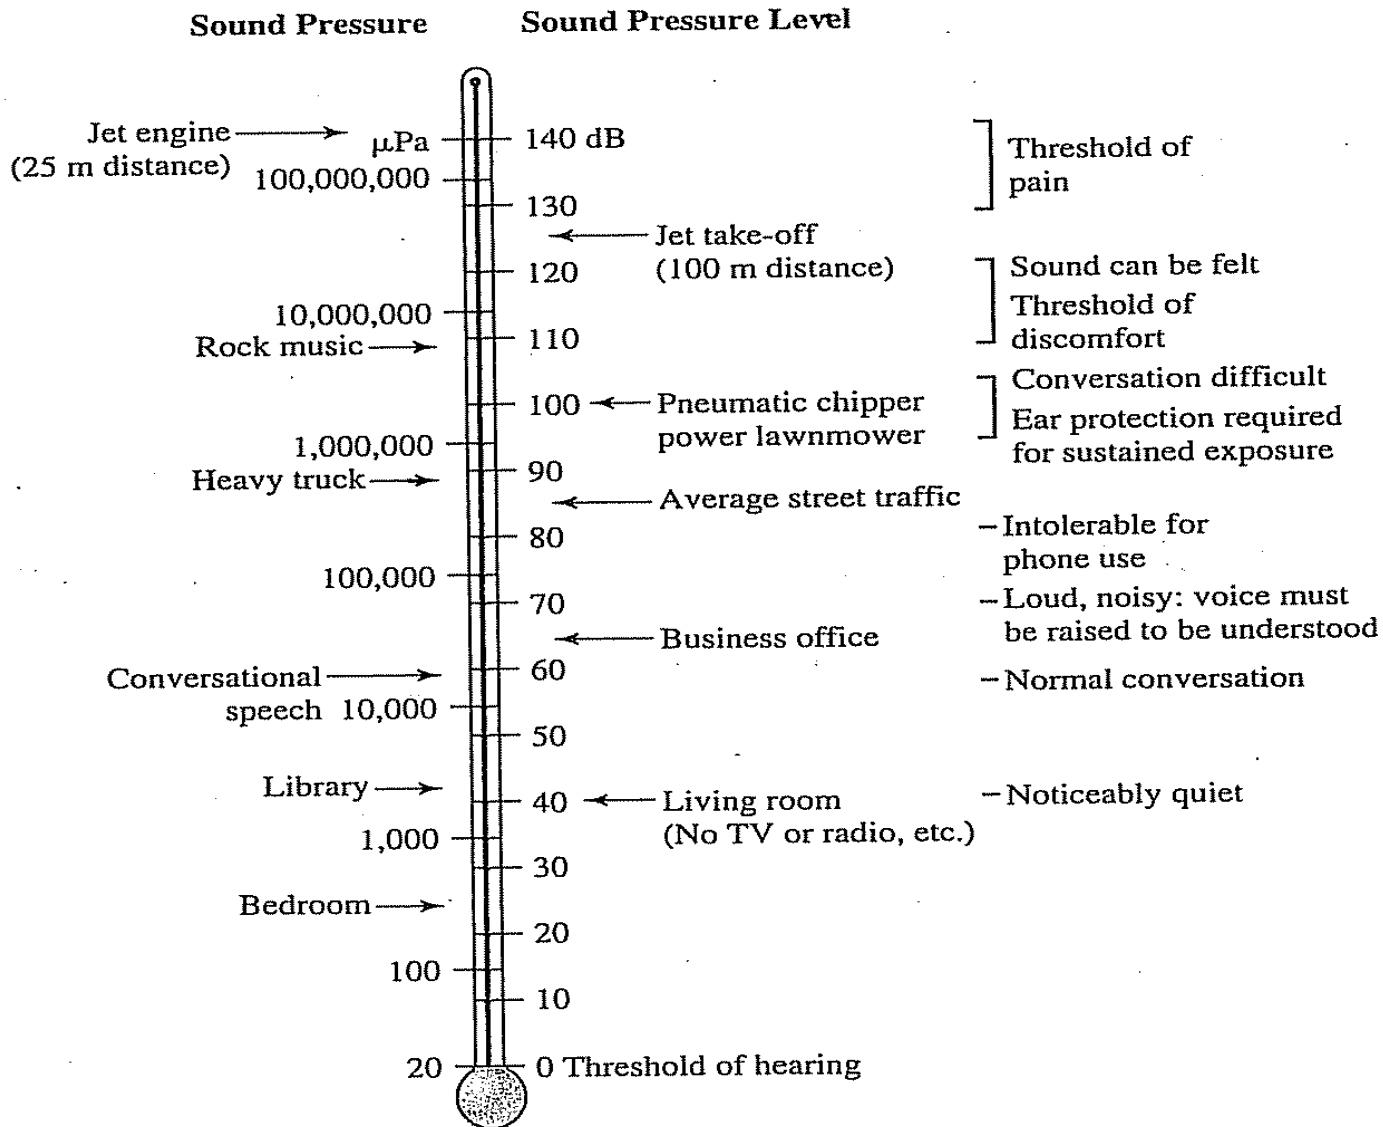 Sound Pressure Sound Pressure Level
Jet engine
(25 m distance)
μPa
140 dB
Threshold of
pain
100,000,000
130
Jet take-off
(100 m distance)
120
Sound can be felt
Threshold of
discomfort
10,000,000
110
Rock music
100
Pneumatic chipper
power lawnmower
Conversation difficult
Ear protection required
for sustained exposure
1,000,000
90
Heavy truck
Average street traffic
80
Intolerable for
phone use
100,000
70
Loud, noisy: voice must
be raised to be understood
Business office
60
Conversational
speech 10,000
Normal conversation
50
Library
40
Living room
(No TV or radio, etc.)
Noticeably quiet
1,000
30
Bedroom
20
100
10
20
0 Threshold of hearing